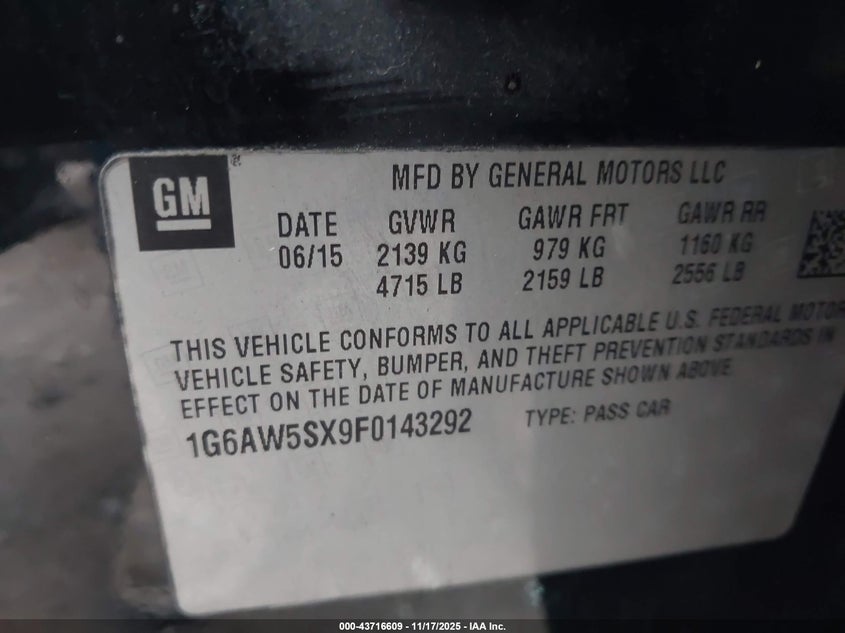 GM
MFD BY GENERAL MOTORS LLC
DATE GVWR GAWR FRT GAWR RR
06/15 2139 KG 979 KG 1160 KG
4715 LB 2159 LB 2556 LB
THIS VEHICLE CONFORMS TO ALL APPLICABLE U.S. FEDERAL MOTOR
VEHICLE SAFETY, BUMPER, AND THEFT PREVENTION STANDARDS IN
EFFECT ON THE DATE OF MANUFACTURE SHOWN ABOVE
1G6AW5SX9F0143292 TYPE: PASS CAR
000-43716609 - 11/17/2025 - IAA Inc.